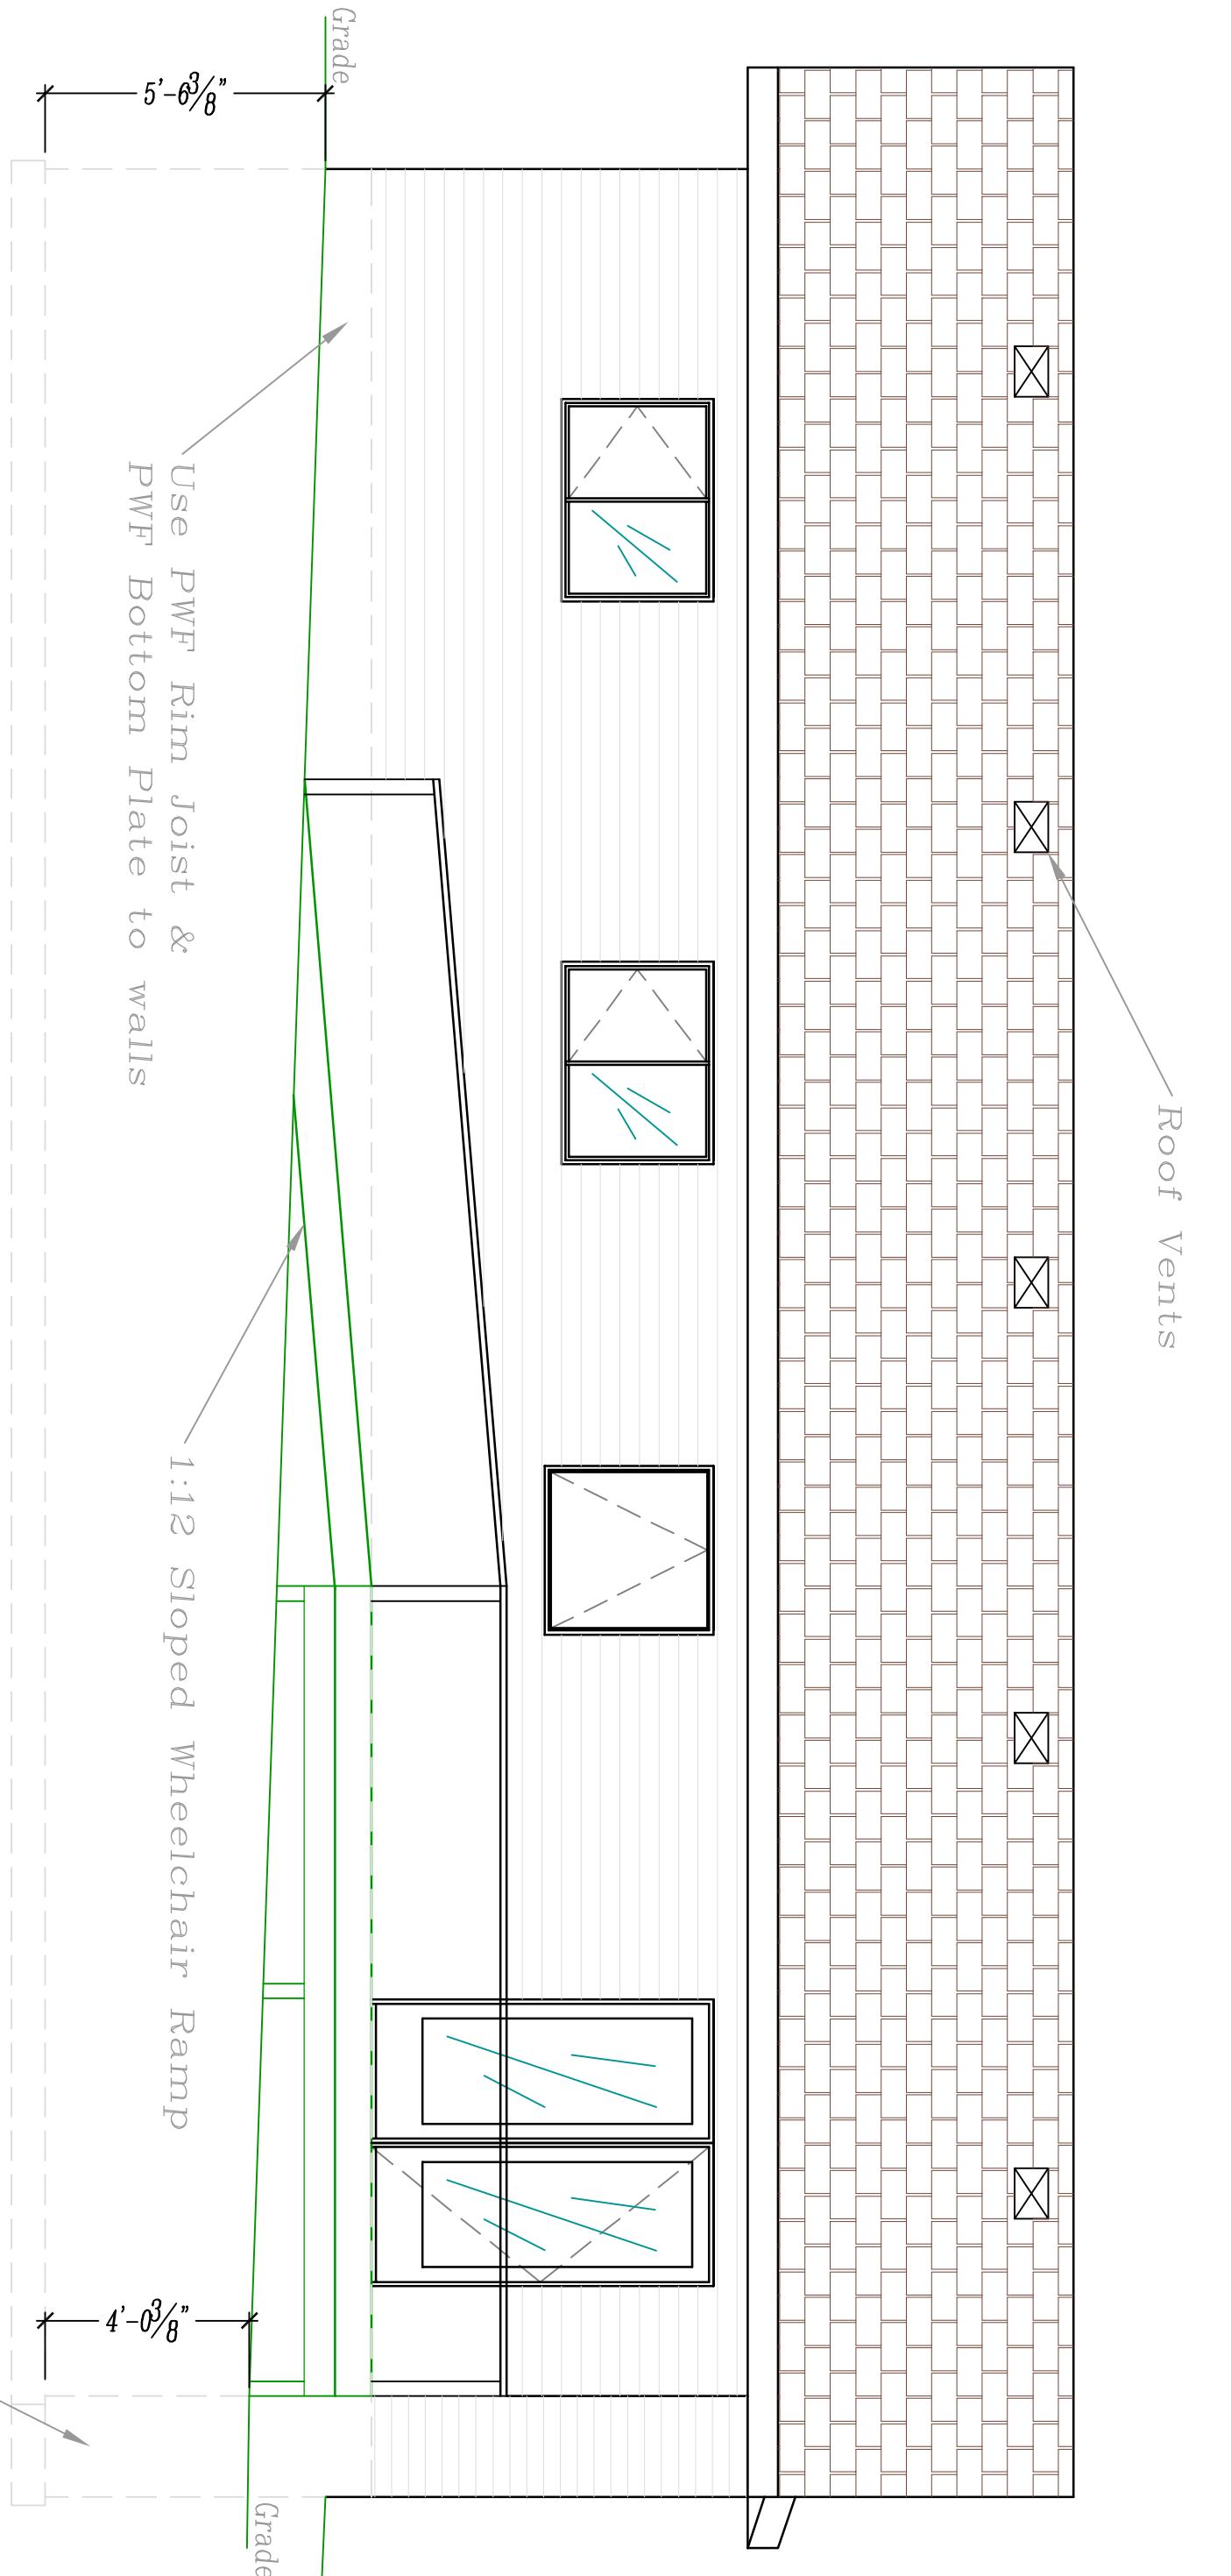 Roof Vents
Grade
5'-6 3/8"
Use PWF Rim Joist &
PWF Bottom Plate to walls
1:12 Sloped Wheelchair Ramp
4'-0 3/8"
Grade